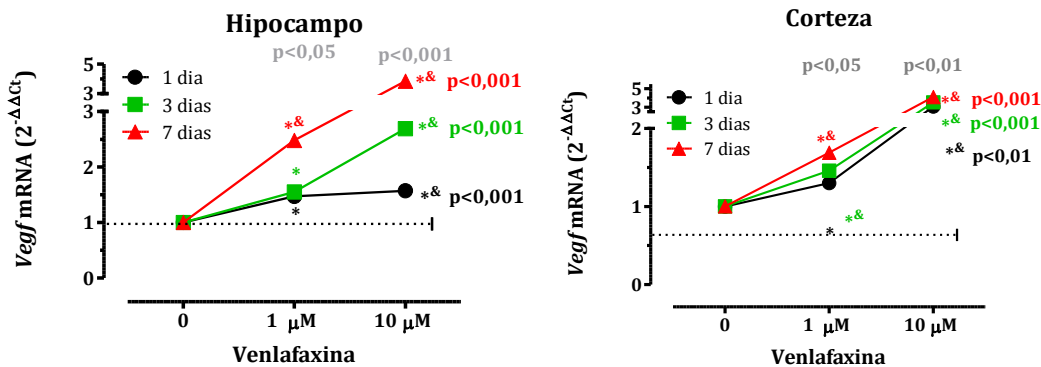 Hipocampo
p<0,05 p<0,001
Vegf mRNA (2^-ΔΔCt)
5
3
3
2
1
0
1 dia
3 dias
7 dias
*& p<0,001
*&
*& p<0,001
*
*
*& p<0,001
0 1 μM 10 μM
Venlafaxina
Corteza
p<0,05 p<0,01
Vegf mRNA (2^-ΔΔCt)
5
3
2
1
0
1 dia
3 dias
7 dias
*& p<0,001
*& p<0,001
*&
*& p<0,01
*&
*
0 1 μM 10 μM
Venlafaxina